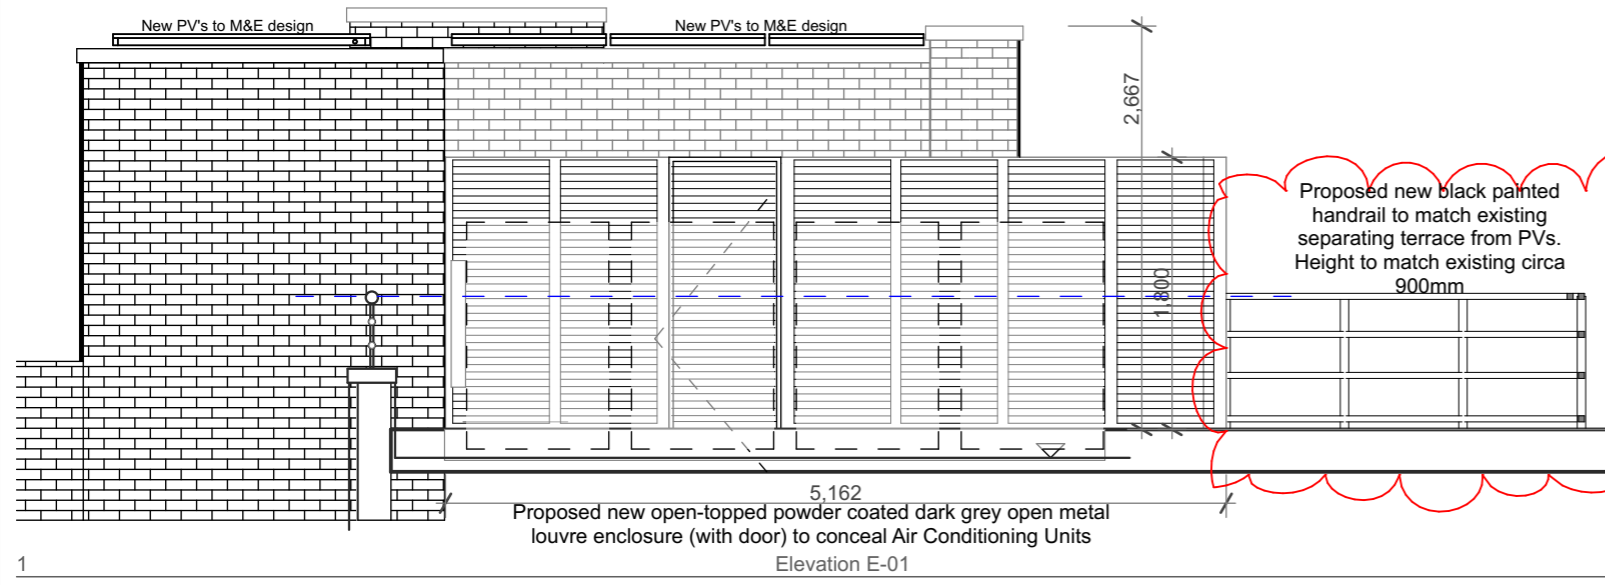 New PV's to M&E design
New PV's to M&E design
2,667
Proposed new black painted
handrail to match existing
separating terrace from PVs.
Height to match existing circa
900mm
1,800
5,162
Proposed new open-topped powder coated dark grey open metal
louvre enclosure (with door) to conceal Air Conditioning Units
1
Elevation E-01